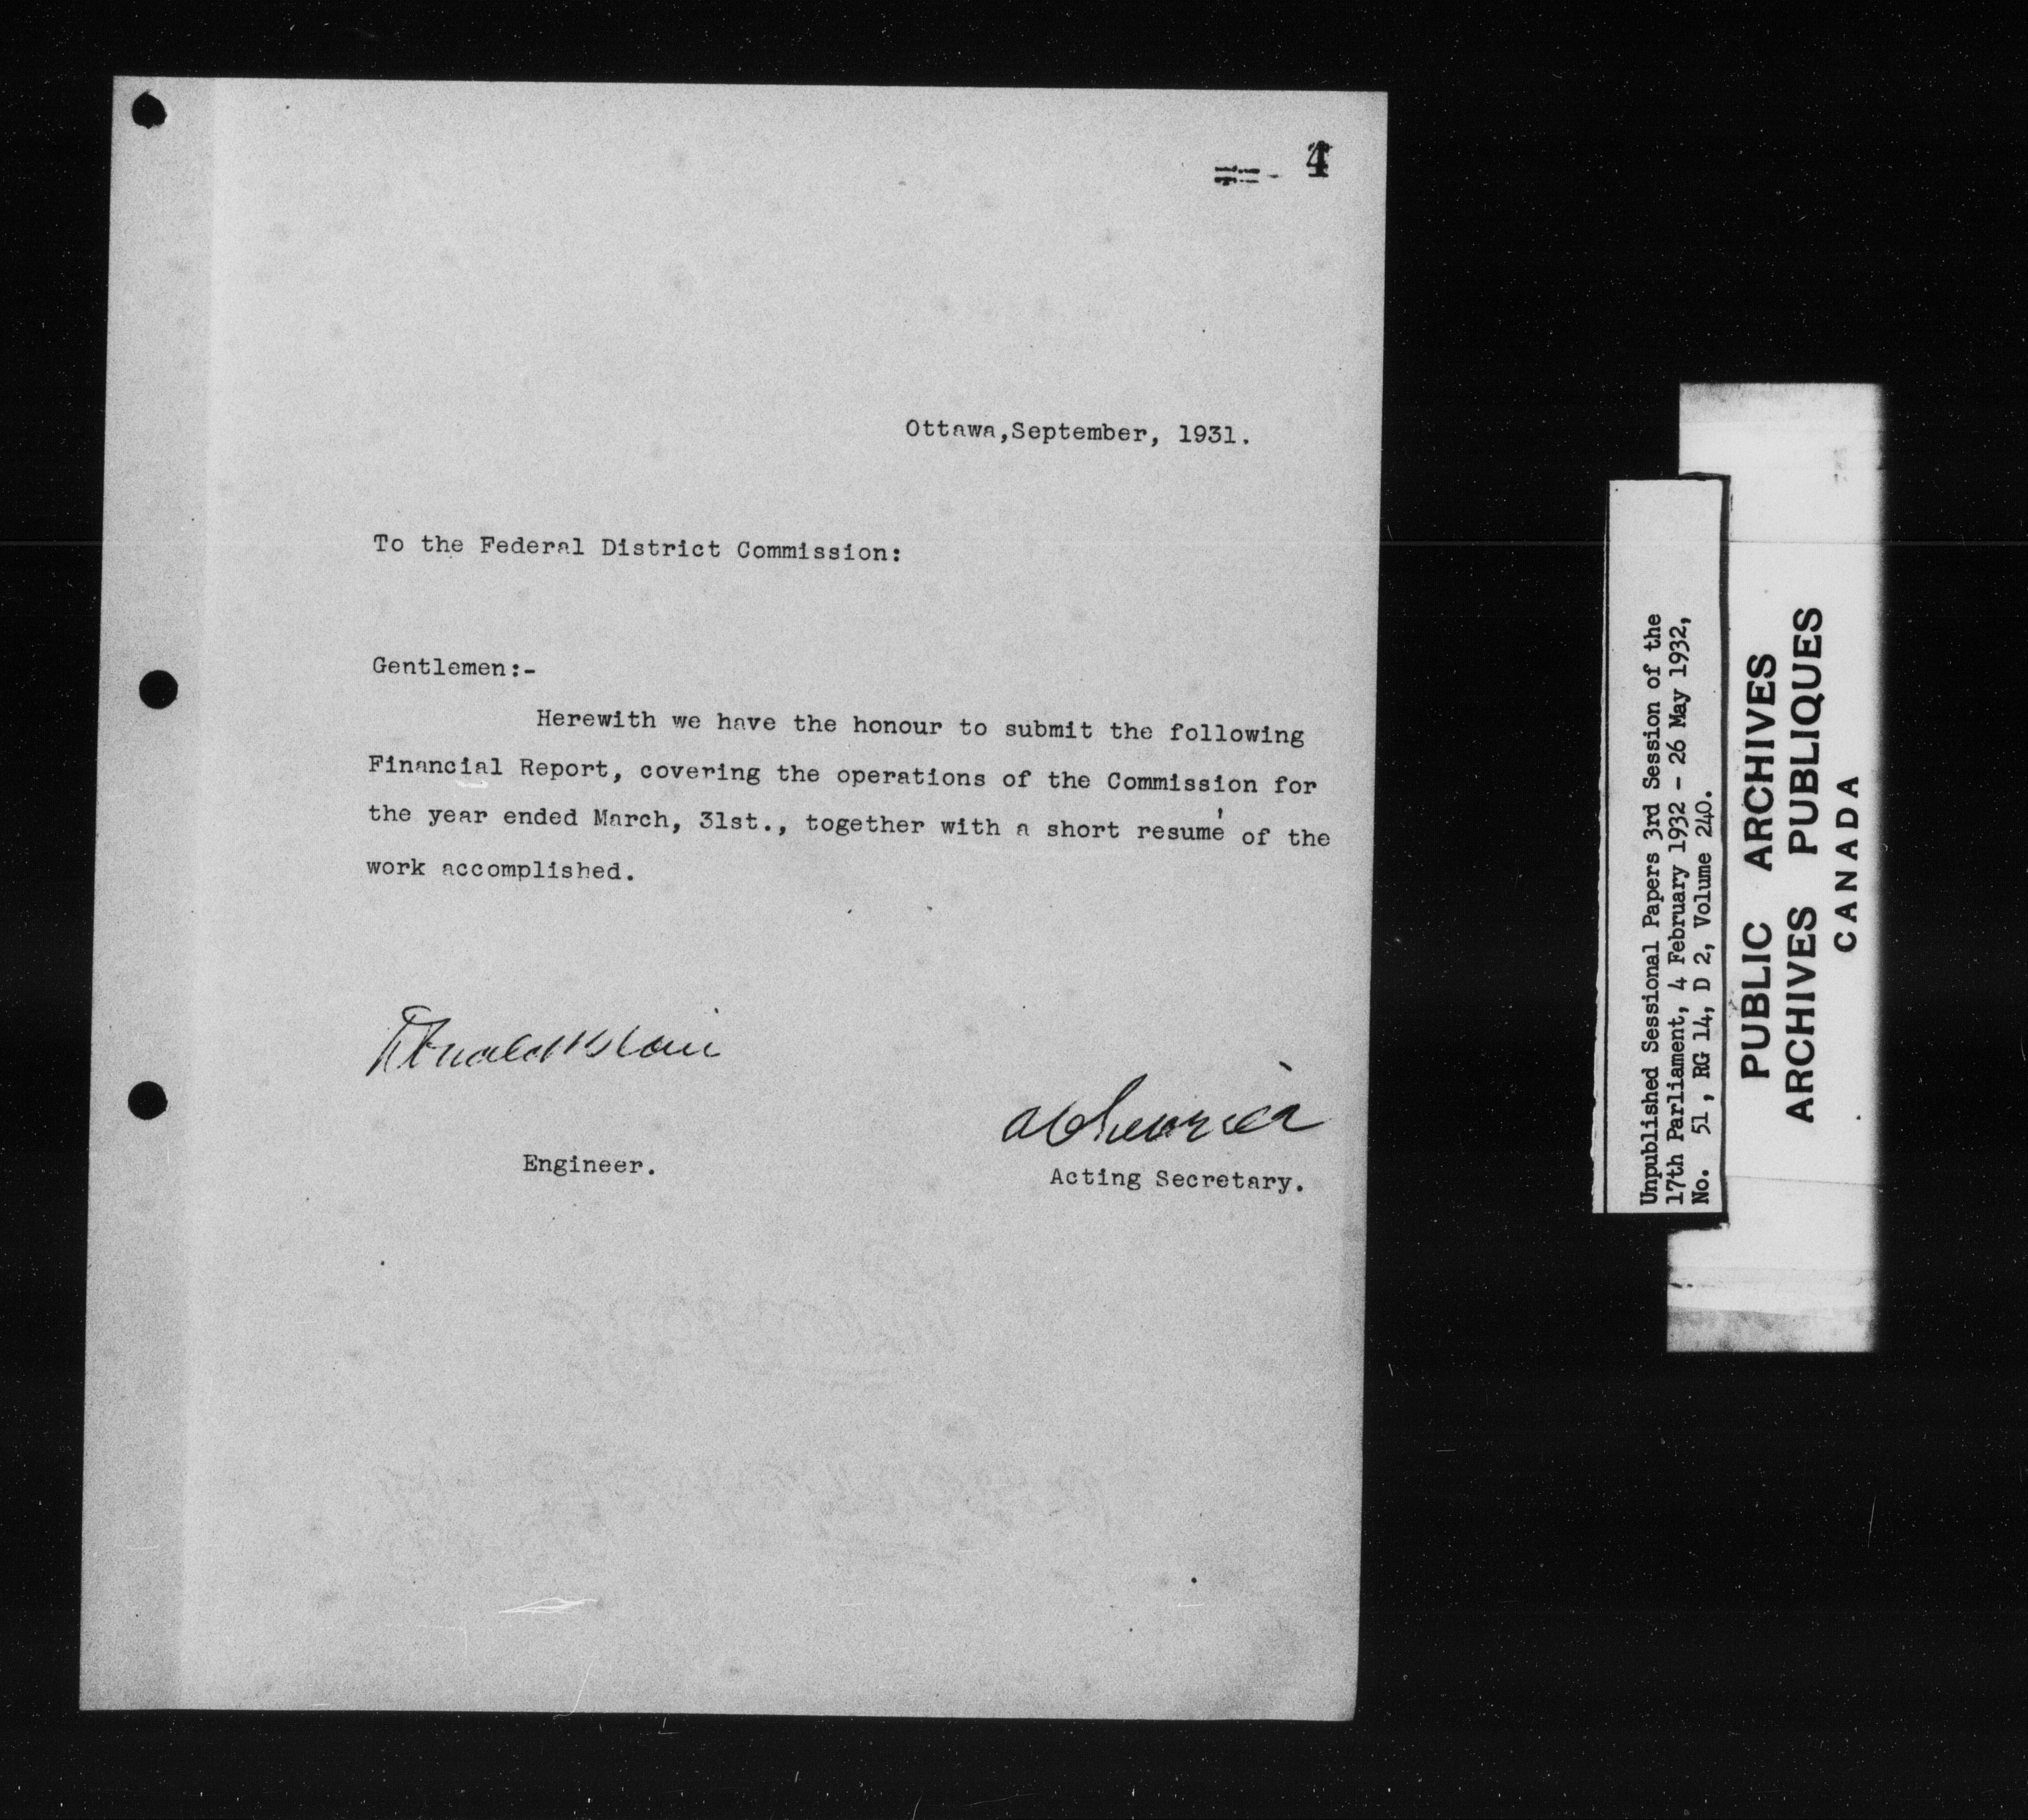 4
Ottawa,September, 1931.
To the Federal District Commission:
Gentlemen:-
Herewith we have the honour to submit the following
Financial Report, covering the operations of the Commission for
the year ended March, 31st., together with a short resumé of the
work accomplished.
Engineer.
Acting Secretary.
Unpublished Sessional Papers 3rd Session of the
17th Parliament, 4 February 1932 - 26 May 1932,
No. 51 , RG 14, D 2, Volume 240.
PUBLIC ARCHIVES
ARCHIVES PUBLIQUES
CANADA